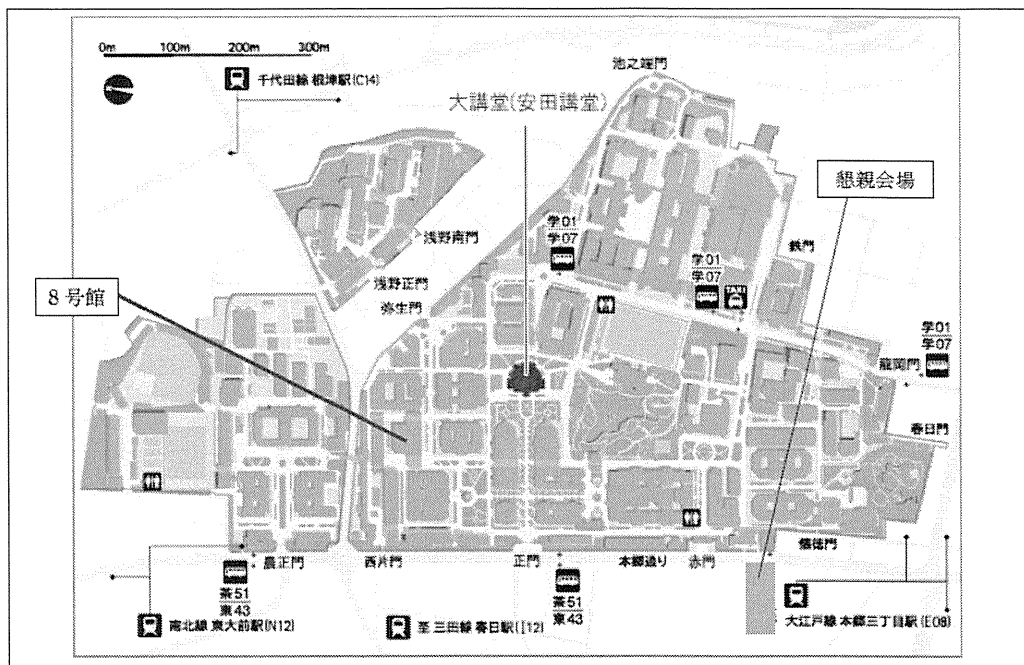 0m 100m 200m 300m
千代田線 根津駅(C14)
池之端門
大講堂(安田講堂)
懇親会場
学01
学07
浅野南門
学01
学07
TAXI
鉄門
浅野正門
8号館
弥生門
学01
学07
龍岡門
春日門
農正門
西片門
正門
本郷通り
赤門
懐徳門
茶51
東43
茶51
東43
南北線 東大前駅(N12)
至 三田線 春日駅(I12)
大江戸線 本郷三丁目駅(E08)